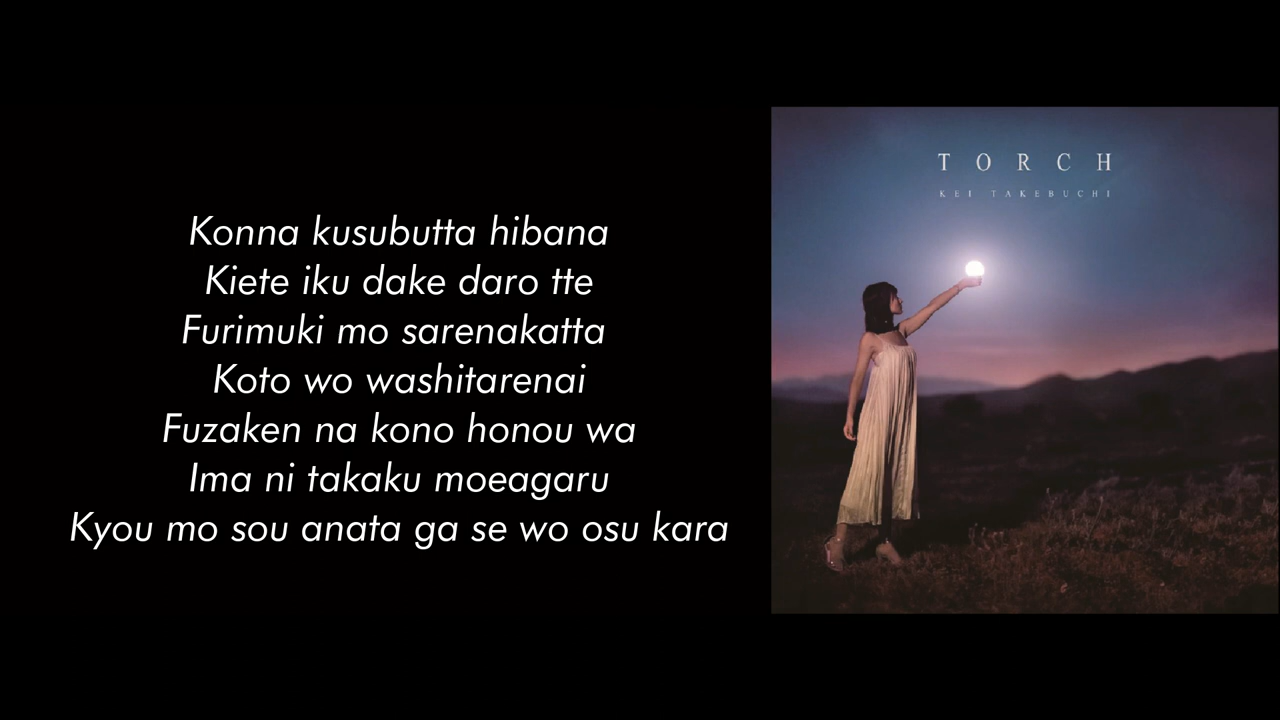 Konna kusubutta hibana
Kiete iku dake daro tte
Furimuki mo sarenakatta
Koto wo washitarenai
Fuzaken na kono honou wa
Ima ni takaku moeagaru
Kyou mo sou anata ga se wo osu kara
TORCH
KEI TAKEBUCHI